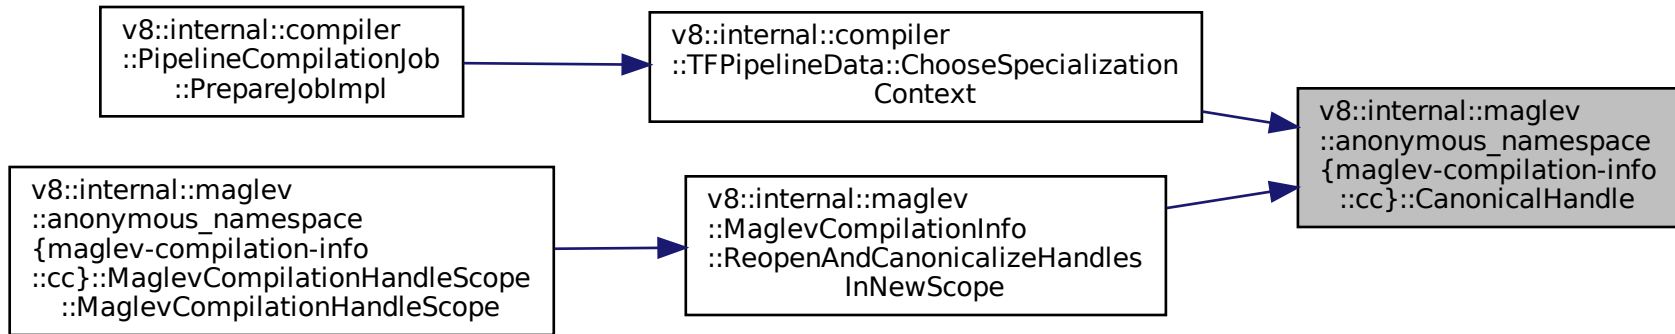 v8::internal::compiler
::PipelineCompilationJob
::PrepareJobImpl
v8::internal::compiler
::TFPipelineData::ChooseSpecialization
Context
v8::internal::maglev
::anonymous_namespace
{maglev-compilation-info
::cc}::CanonicalHandle
v8::internal::maglev
::anonymous_namespace
{maglev-compilation-info
::cc}::MaglevCompilationHandleScope
::MaglevCompilationHandleScope
v8::internal::maglev
::MaglevCompilationInfo
::ReopenAndCanonicalizeHandles
InNewScope